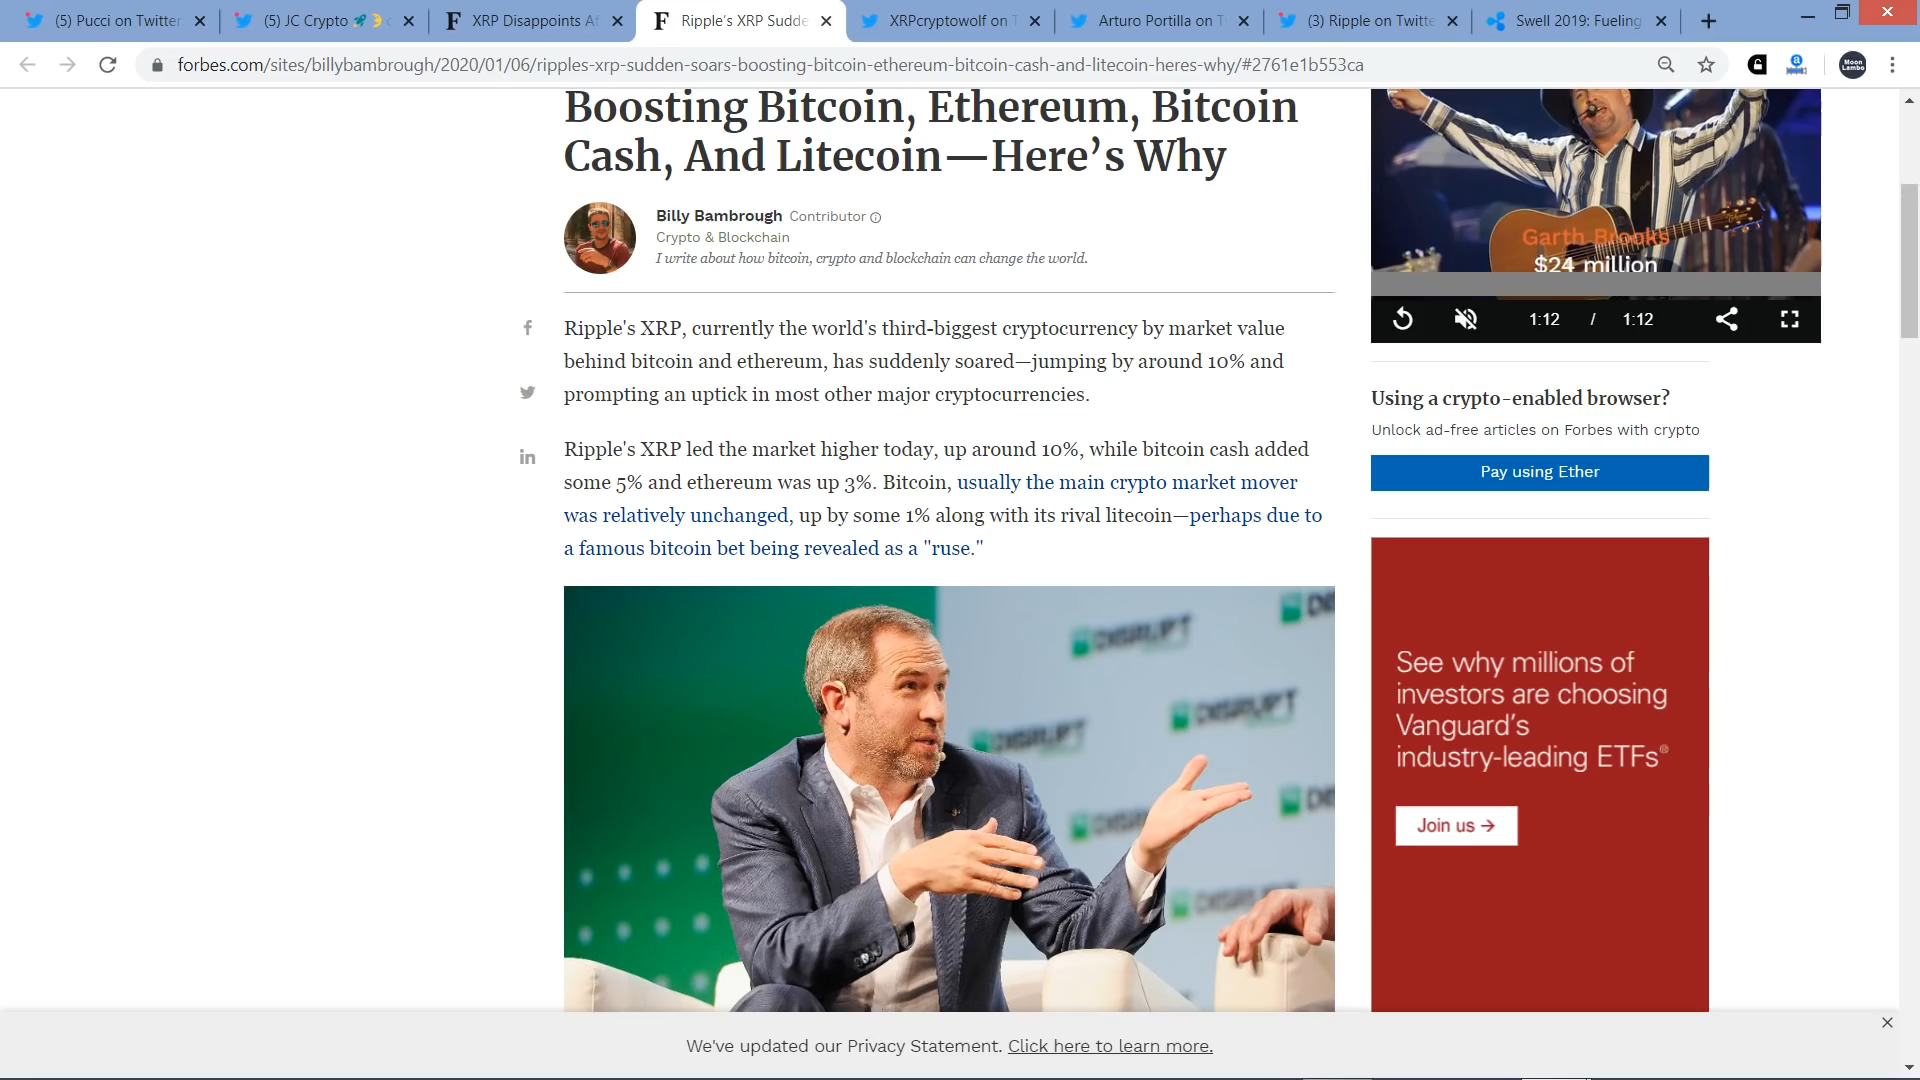 (5) Pucci on Twitter
(5) JC Crypto
XRP Disappoints Af
Ripple's XRP Sudde
XRPcryptowolf on T
Arturo Portilla on T
(3) Ripple on Twitte
Swell 2019: Fueling
forbes.com/sites/billybambrough/2020/01/06/ripples-xrp-sudden-soars-boosting-bitcoin-ethereum-bitcoin-cash-and-litecoin-heres-why/#2761e1b553ca
Moon
Lambo
Boosting Bitcoin, Ethereum, Bitcoin
Cash, And Litecoin—Here's Why
Billy Bambrough Contributor
Crypto & Blockchain
I write about how bitcoin, crypto and blockchain can change the world.
Ripple's XRP, currently the world's third-biggest cryptocurrency by market value
behind bitcoin and ethereum, has suddenly soared—jumping by around 10% and
prompting an uptick in most other major cryptocurrencies.
Ripple's XRP led the market higher today, up around 10%, while bitcoin cash added
some 5% and ethereum was up 3%. Bitcoin, usually the main crypto market mover
was relatively unchanged, up by some 1% along with its rival litecoin—perhaps due to
a famous bitcoin bet being revealed as a "ruse."
DISRUPT
DISRUPT
DISRUPT
Garth Brooks
$24 million
1:12 / 1:12
Using a crypto-enabled browser?
Unlock ad-free articles on Forbes with crypto
Pay using Ether
See why millions of
investors are choosing
Vanguard's
industry-leading ETFs®
Join us →
We've updated our Privacy Statement. Click here to learn more.